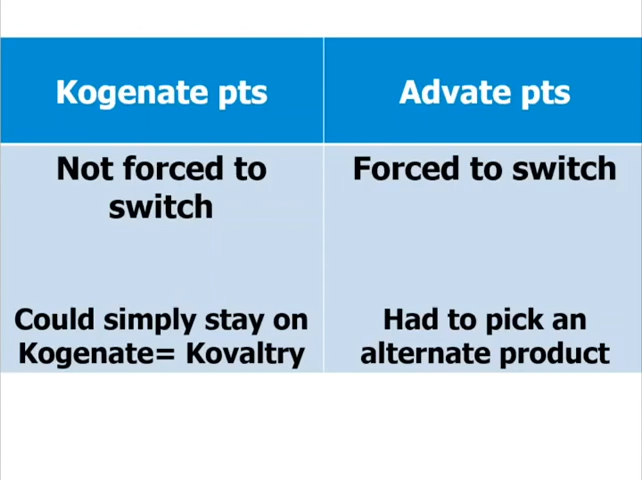 Kogenate pts
Advate pts
Not forced to
switch
Forced to switch
Could simply stay on
Kogenate= Kovaltry
Had to pick an
alternate product